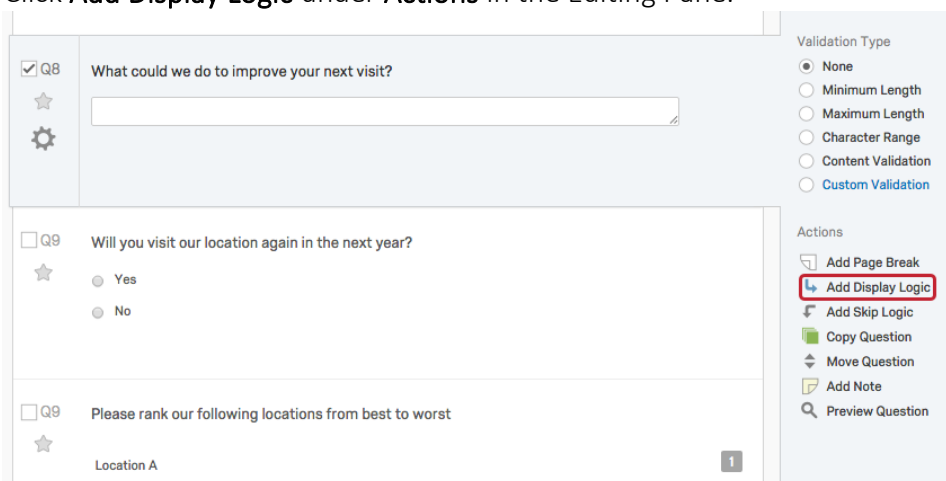 Click Add Display Logic under Actions in the Editing Pane.
Q8
What could we do to improve your next visit?
Q9
Will you visit our location again in the next year?
Yes
No
Q9
Please rank our following locations from best to worst
Location A
1
Validation Type
None
Minimum Length
Maximum Length
Character Range
Content Validation
Custom Validation
Actions
Add Page Break
Add Display Logic
Add Skip Logic
Copy Question
Move Question
Add Note
Preview Question